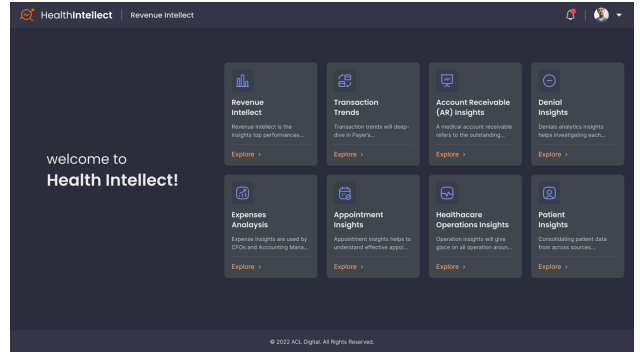 HealthIntellect | Revenue Intellect
Revenue
Intellect
Revenue Intellect is the
insights top performances...
Explore >
Transaction
Trends
Transaction trends will deep-
dive in Payer's...
Explore >
Account Receivable
(AR) Insights
A medical account receivable
refers to the outstanding...
Explore >
Denial
Insights
Denials analytics insights
helps investigating each...
Explore >
welcome to
Health Intellect!
Expenses
Analaysis
Expense Insights are used by
CFOs and Accounting Mana...
Explore >
Appointment
Insights
Appointment insights helps to
understand effective appoi...
Explore >
Healthacare
Operations Insights
Operation Insights will give
glace on all operation aroun...
Explore >
Patient
Insights
Consolidating patient data
from across sources...
Explore >
© 2022 ACL Digital. All Rights Reserved.